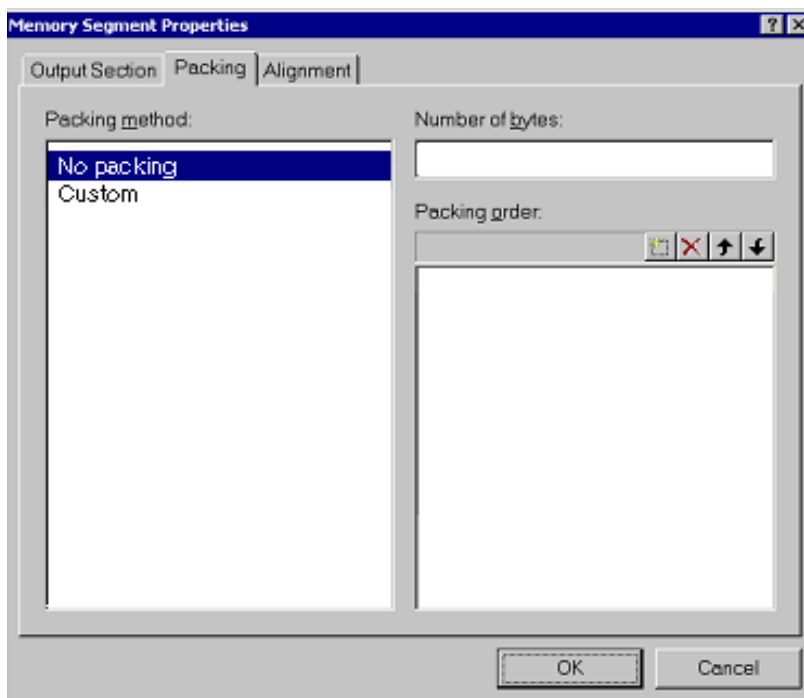 Memory Segment Properties
Output Section Packing Alignment
Packing method:
No packing
Custom
Number of bytes:
Packing order:
OK Cancel